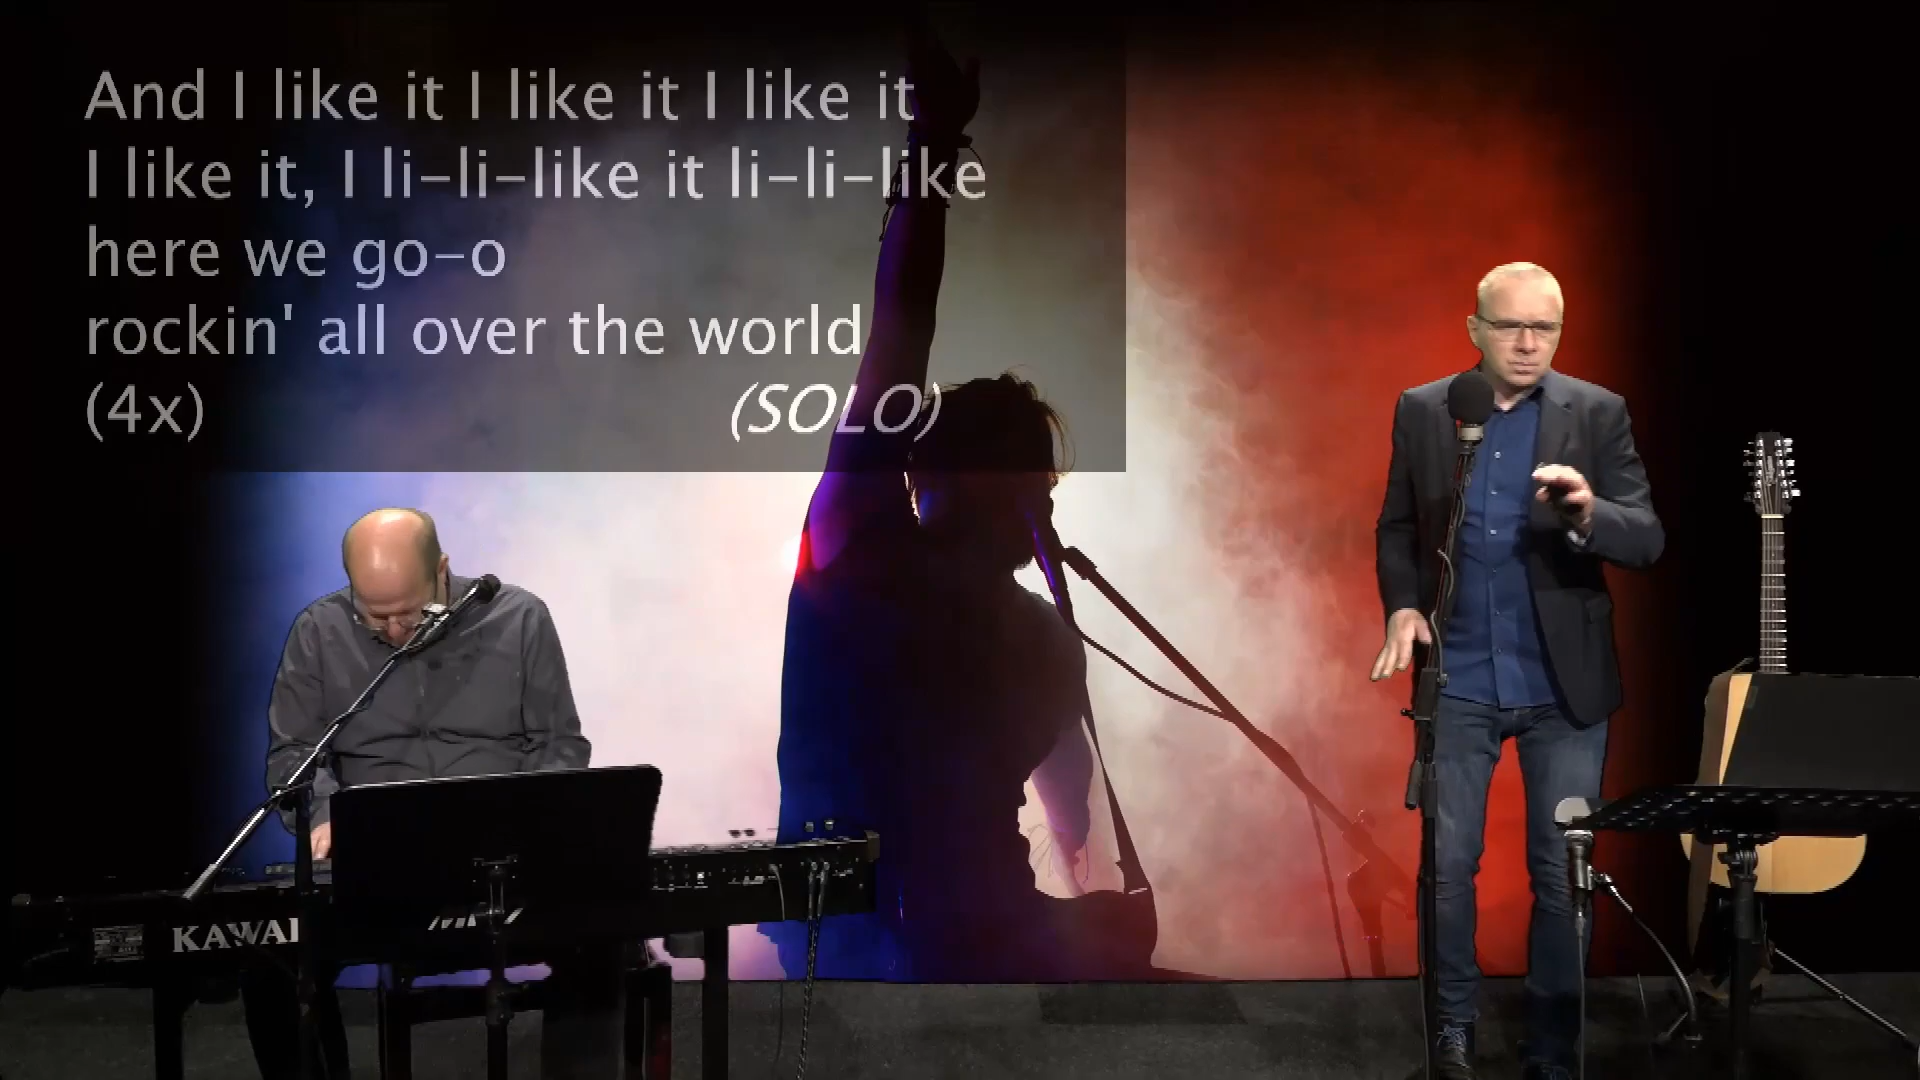 And I like it I like it I like it
I like it, I li-li-like it li-li-like
here we go-o
rockin' all over the world
(4x) (SOLO)
KAWAI